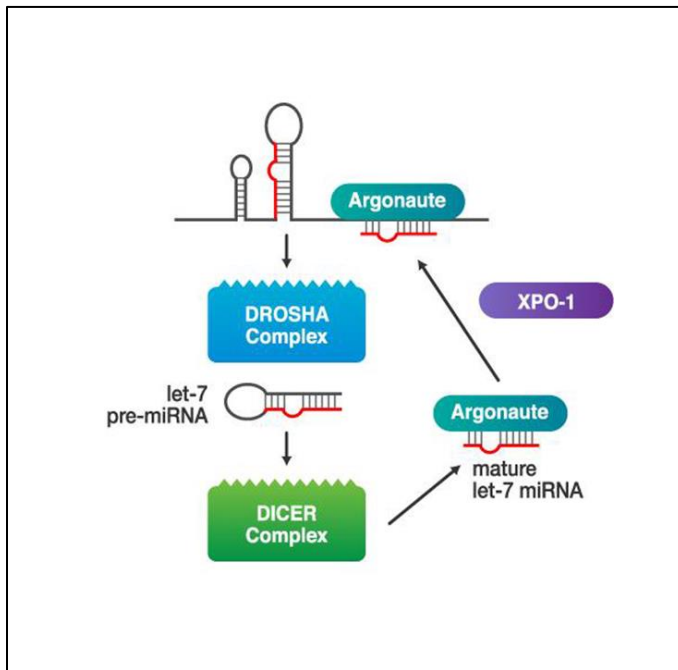 Argonaute
XPO-1
DROSHA
Complex
let-7
pre-miRNA
Argonaute
mature
let-7 miRNA
DICER
Complex